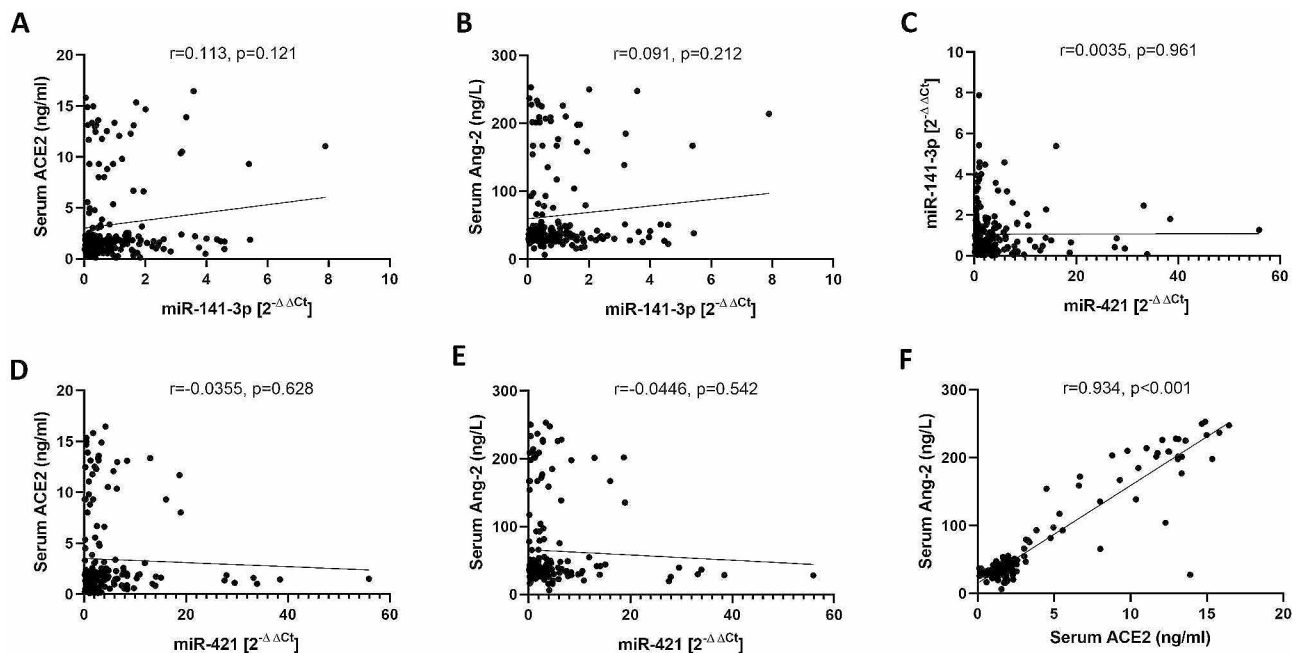 A
r=0.113, p=0.121
Serum ACE2 (ng/ml)
20
15
10
5
0
0 2 4 6 8 10
miR-141-3p [2^-Δ ΔCt]
B
r=0.091, p=0.212
Serum Ang-2 (ng/L)
300
200
100
0
0 2 4 6 8 10
miR-141-3p [2^-Δ ΔCt]
C
r=0.0035, p=0.961
miR-141-3p [2^-Δ ΔCt]
10
8
6
4
2
0
0 20 40 60
miR-421 [2^-Δ ΔCt]
D
r=-0.0355, p=0.628
Serum ACE2 (ng/ml)
20
15
10
5
0
0 20 40 60
miR-421 [2^-Δ ΔCt]
E
r=-0.0446, p=0.542
Serum Ang-2 (ng/L)
300
200
100
0
0 20 40 60
miR-421 [2^-Δ ΔCt]
F
r=0.934, p<0.001
Serum Ang-2 (ng/L)
300
200
100
0
0 5 10 15 20
Serum ACE2 (ng/ml)